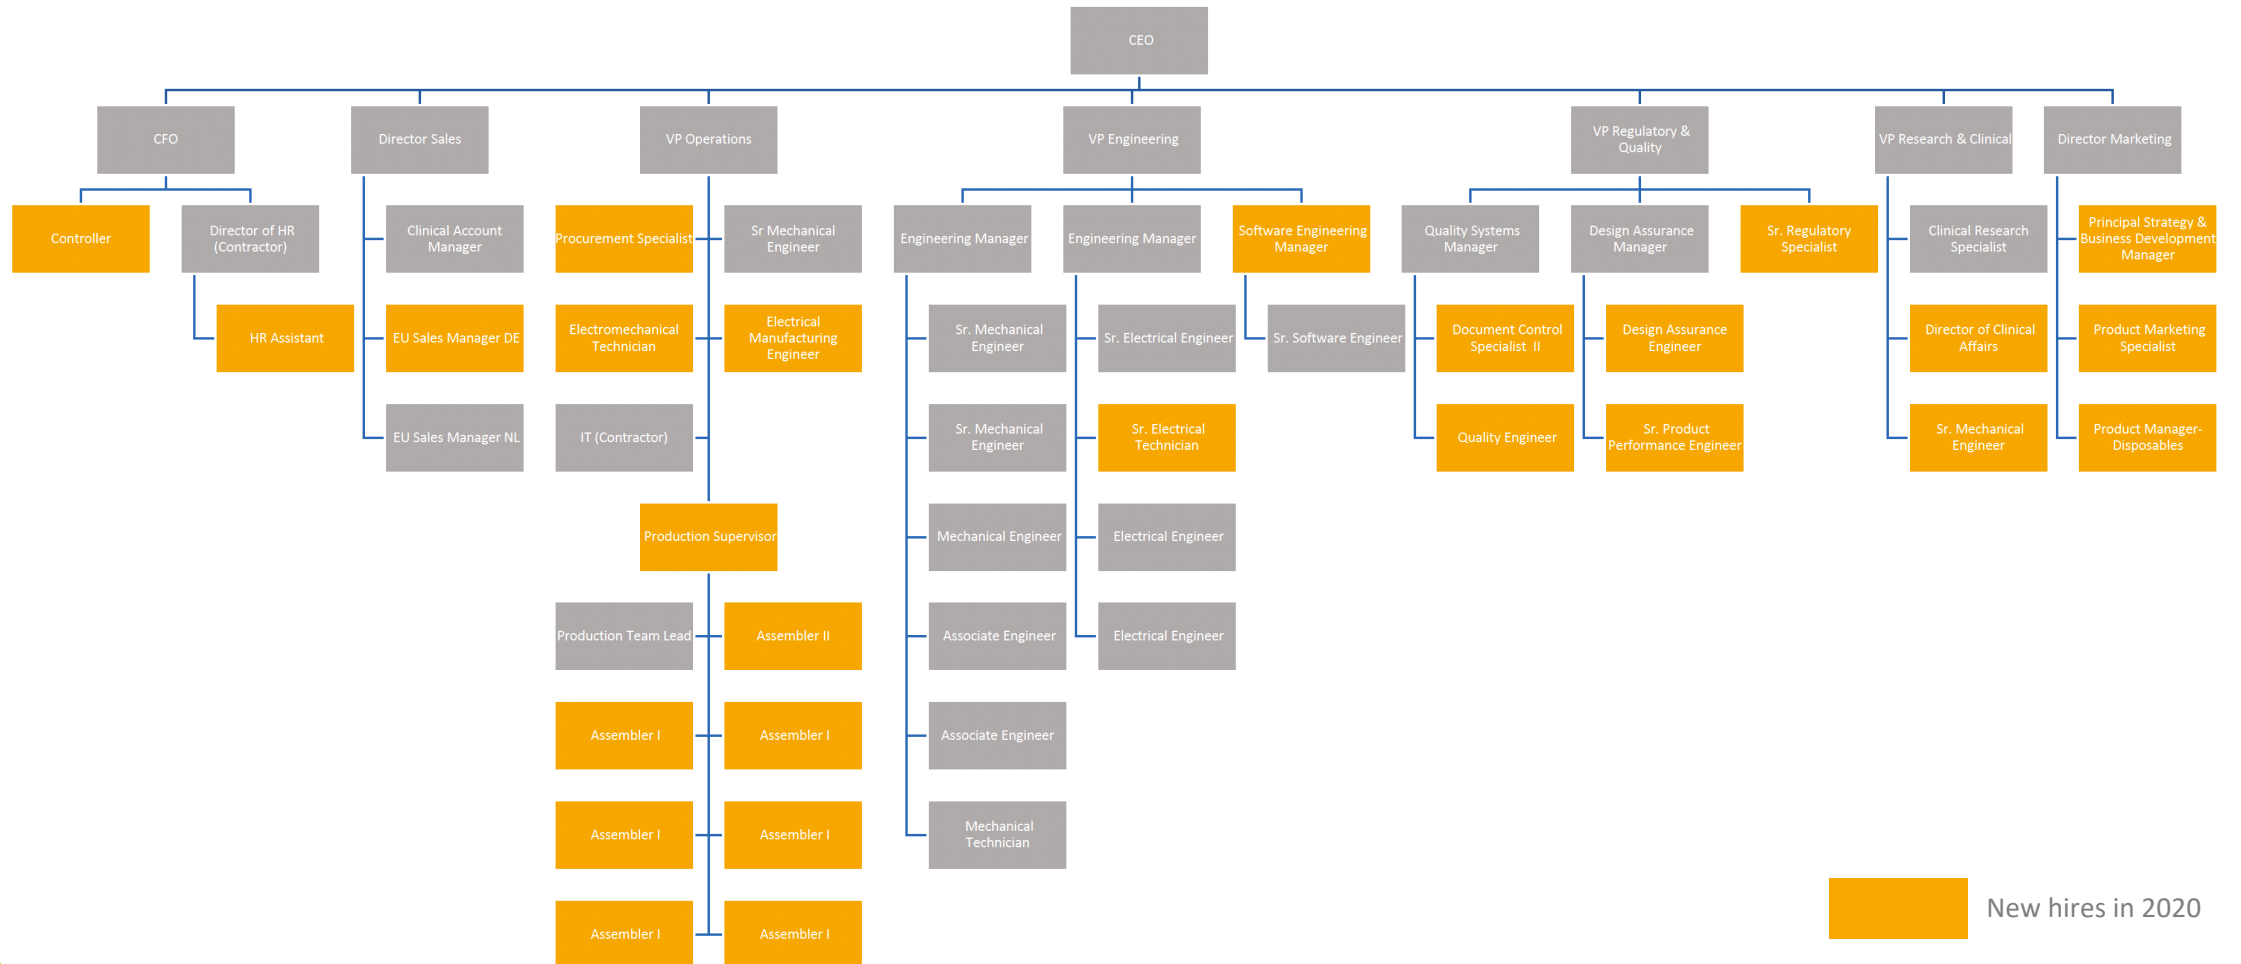 CEO
CFO
Director Sales
VP Operations
VP Engineering
VP Regulatory &
Quality
VP Research & Clinical
Director Marketing
Controller
Director of HR
(Contractor)
Clinical Account
Manager
Procurement Specialist
Sr Mechanical
Engineer
Engineering Manager
Engineering Manager
Software Engineering
Manager
Quality Systems
Manager
Design Assurance
Manager
Sr. Regulatory
Specialist
Clinical Research
Specialist
Principal Strategy &
Business Development
Manager
HR Assistant
EU Sales Manager DE
Electromechanical
Technician
Electrical
Manufacturing
Engineer
Sr. Mechanical
Engineer
Sr. Electrical Engineer
Sr. Software Engineer
Document Control
Specialist II
Design Assurance
Engineer
Director of Clinical
Affairs
Product Marketing
Specialist
EU Sales Manager NL
IT (Contractor)
Sr. Mechanical
Engineer
Sr. Electrical
Technician
Quality Engineer
Sr. Product
Performance Engineer
Sr. Mechanical
Engineer
Product Manager-
Disposables
Production Supervisor
Mechanical Engineer
Electrical Engineer
Production Team Lead
Assembler II
Associate Engineer
Electrical Engineer
Assembler I
Assembler I
Associate Engineer
Assembler I
Assembler I
Mechanical
Technician
Assembler I
Assembler I
New hires in 2020